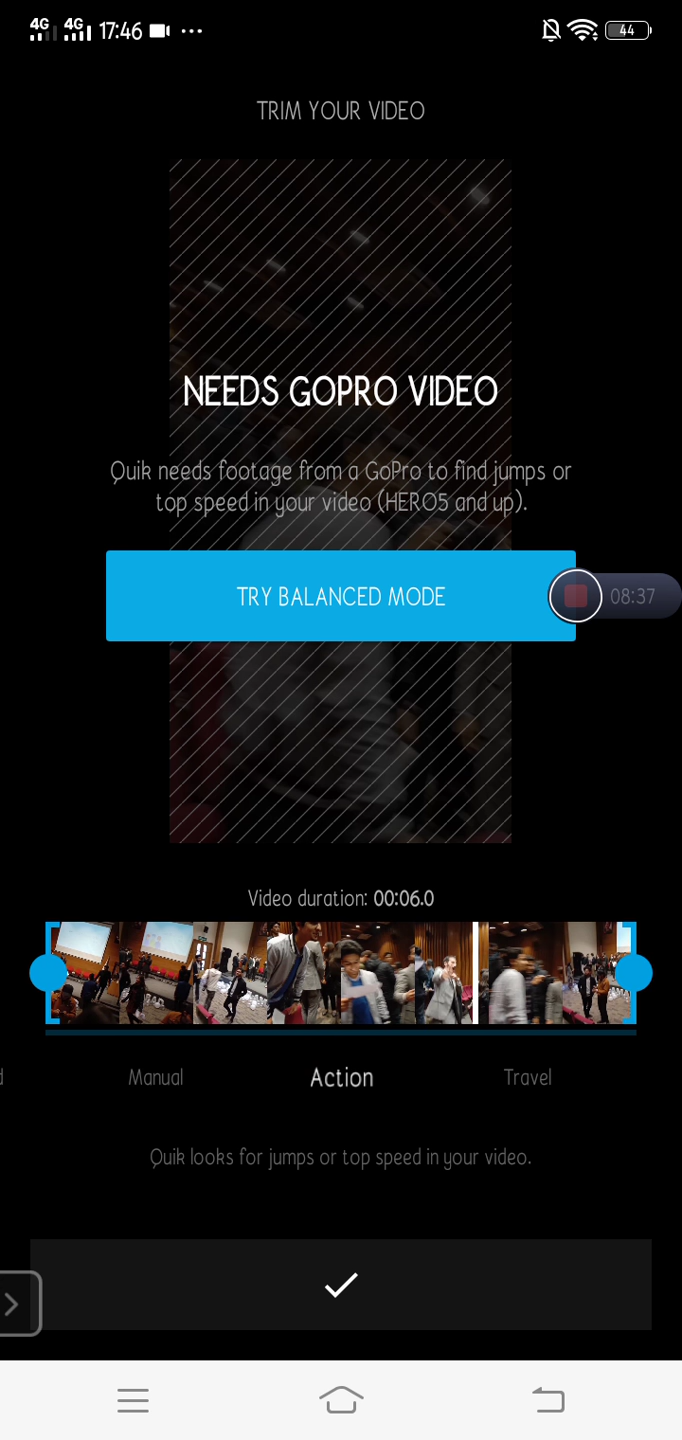 4G 4G 17:46 44
TRIM YOUR VIDEO
NEEDS GOPRO VIDEO
Quik needs footage from a GoPro to find jumps or
top speed in your video (HERO5 and up).
TRY BALANCED MODE
08:37
Video duration: 00:06.0
d Manual Action Travel
Quik looks for jumps or top speed in your video.